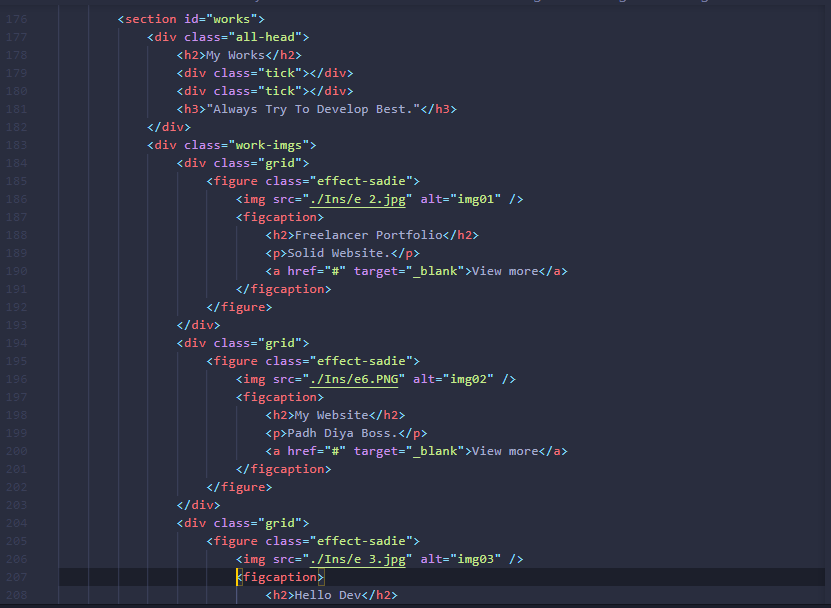 176 <section id="works">
177 <div class="all-head">
178 <h2>My Works</h2>
179 <div class="tick"></div>
180 <div class="tick"></div>
181 <h3>"Always Try To Develop Best."</h3>
182 </div>
183 <div class="work-imgs">
184 <div class="grid">
185 <figure class="effect-sadie">
186 <img src="./Ins/e 2.jpg" alt="img01" />
187 <figcaption>
188 <h2>Freelancer Portfolio</h2>
189 <p>Solid Website.</p>
190 <a href="#" target="_blank">View more</a>
191 </figcaption>
192 </figure>
193 </div>
194 <div class="grid">
195 <figure class="effect-sadie">
196 <img src="./Ins/e6.PNG" alt="img02" />
197 <figcaption>
198 <h2>My Website</h2>
199 <p>Padh Diya Boss.</p>
200 <a href="#" target="_blank">View more</a>
201 </figcaption>
202 </figure>
203 </div>
204 <div class="grid">
205 <figure class="effect-sadie">
206 <img src="./Ins/e 3.jpg" alt="img03" />
207 <figcaption>
208 <h2>Hello Dev</h2>